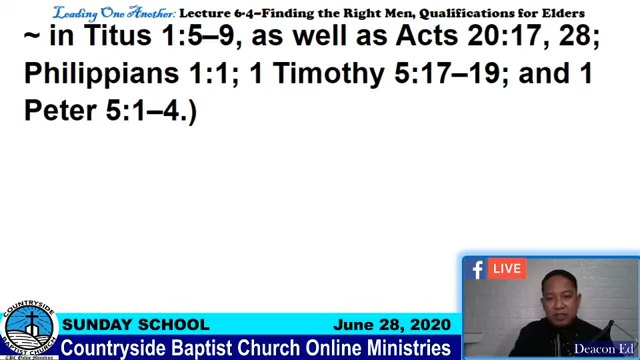 Leading One Another: Lecture 6-4–Finding the Right Men, Qualifications for Elders
~ in Titus 1:5–9, as well as Acts 20:17, 28;
Philippians 1:1; 1 Timothy 5:17–19; and 1
Peter 5:1–4.)
f LIVE
COUNTRYSIDE
BAPTIST CHURCH
SUNDAY SCHOOL June 28, 2020
Countryside Baptist Church Online Ministries
Deacon Ed